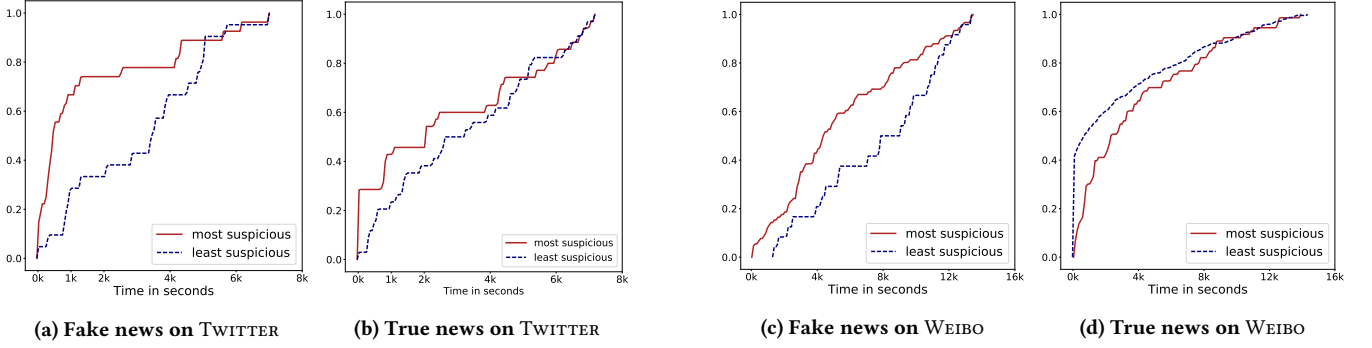 1.0
0.8
0.6
0.4
0.2
0.0
most suspicious
least suspicious
0k 1k 2k 4k 6k 8k
Time in seconds
(a) Fake news on TWITTER
1.0
0.8
0.6
0.4
0.2
0.0
most suspicious
least suspicious
0k 1k 2k 4k 6k 8k
Time in seconds
(b) True news on TWITTER
1.0
0.8
0.6
0.4
0.2
0.0
most suspicious
least suspicious
0k 4k 8k 12k 16k
Time in seconds
(c) Fake news on WEIBO
1.0
0.8
0.6
0.4
0.2
0.0
most suspicious
least suspicious
0k 4k 8k 12k 16k
Time in seconds
(d) True news on WEIBO